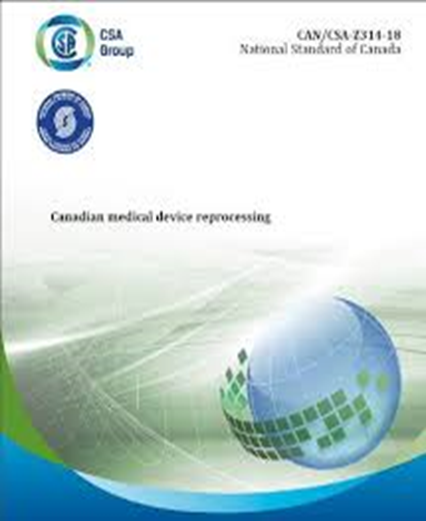 CSA
Group
CAN/CSA-Z314-18
National Standard of Canada
Canadian medical device reprocessing